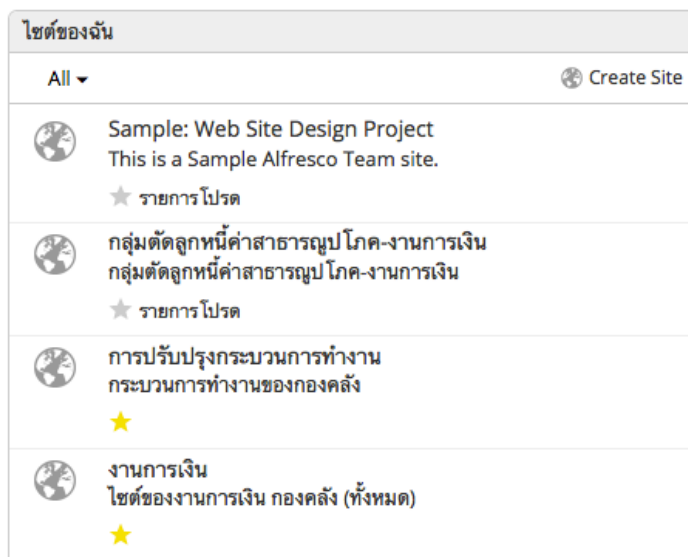 ไซต์ของฉัน
All
Create Site
Sample: Web Site Design Project
This is a Sample Alfresco Team site.
รายการโปรด
กลุ่มตัดลูกหนี้ค่าสาธารณูปโภค-งานการเงิน
กลุ่มตัดลูกหนี้ค่าสาธารณูปโภค-งานการเงิน
รายการโปรด
การปรับปรุงกระบวนการทำงาน
กระบวนการทำงานของกองคลัง
งานการเงิน
ไซต์ของงานการเงิน กองคลัง (ทั้งหมด)